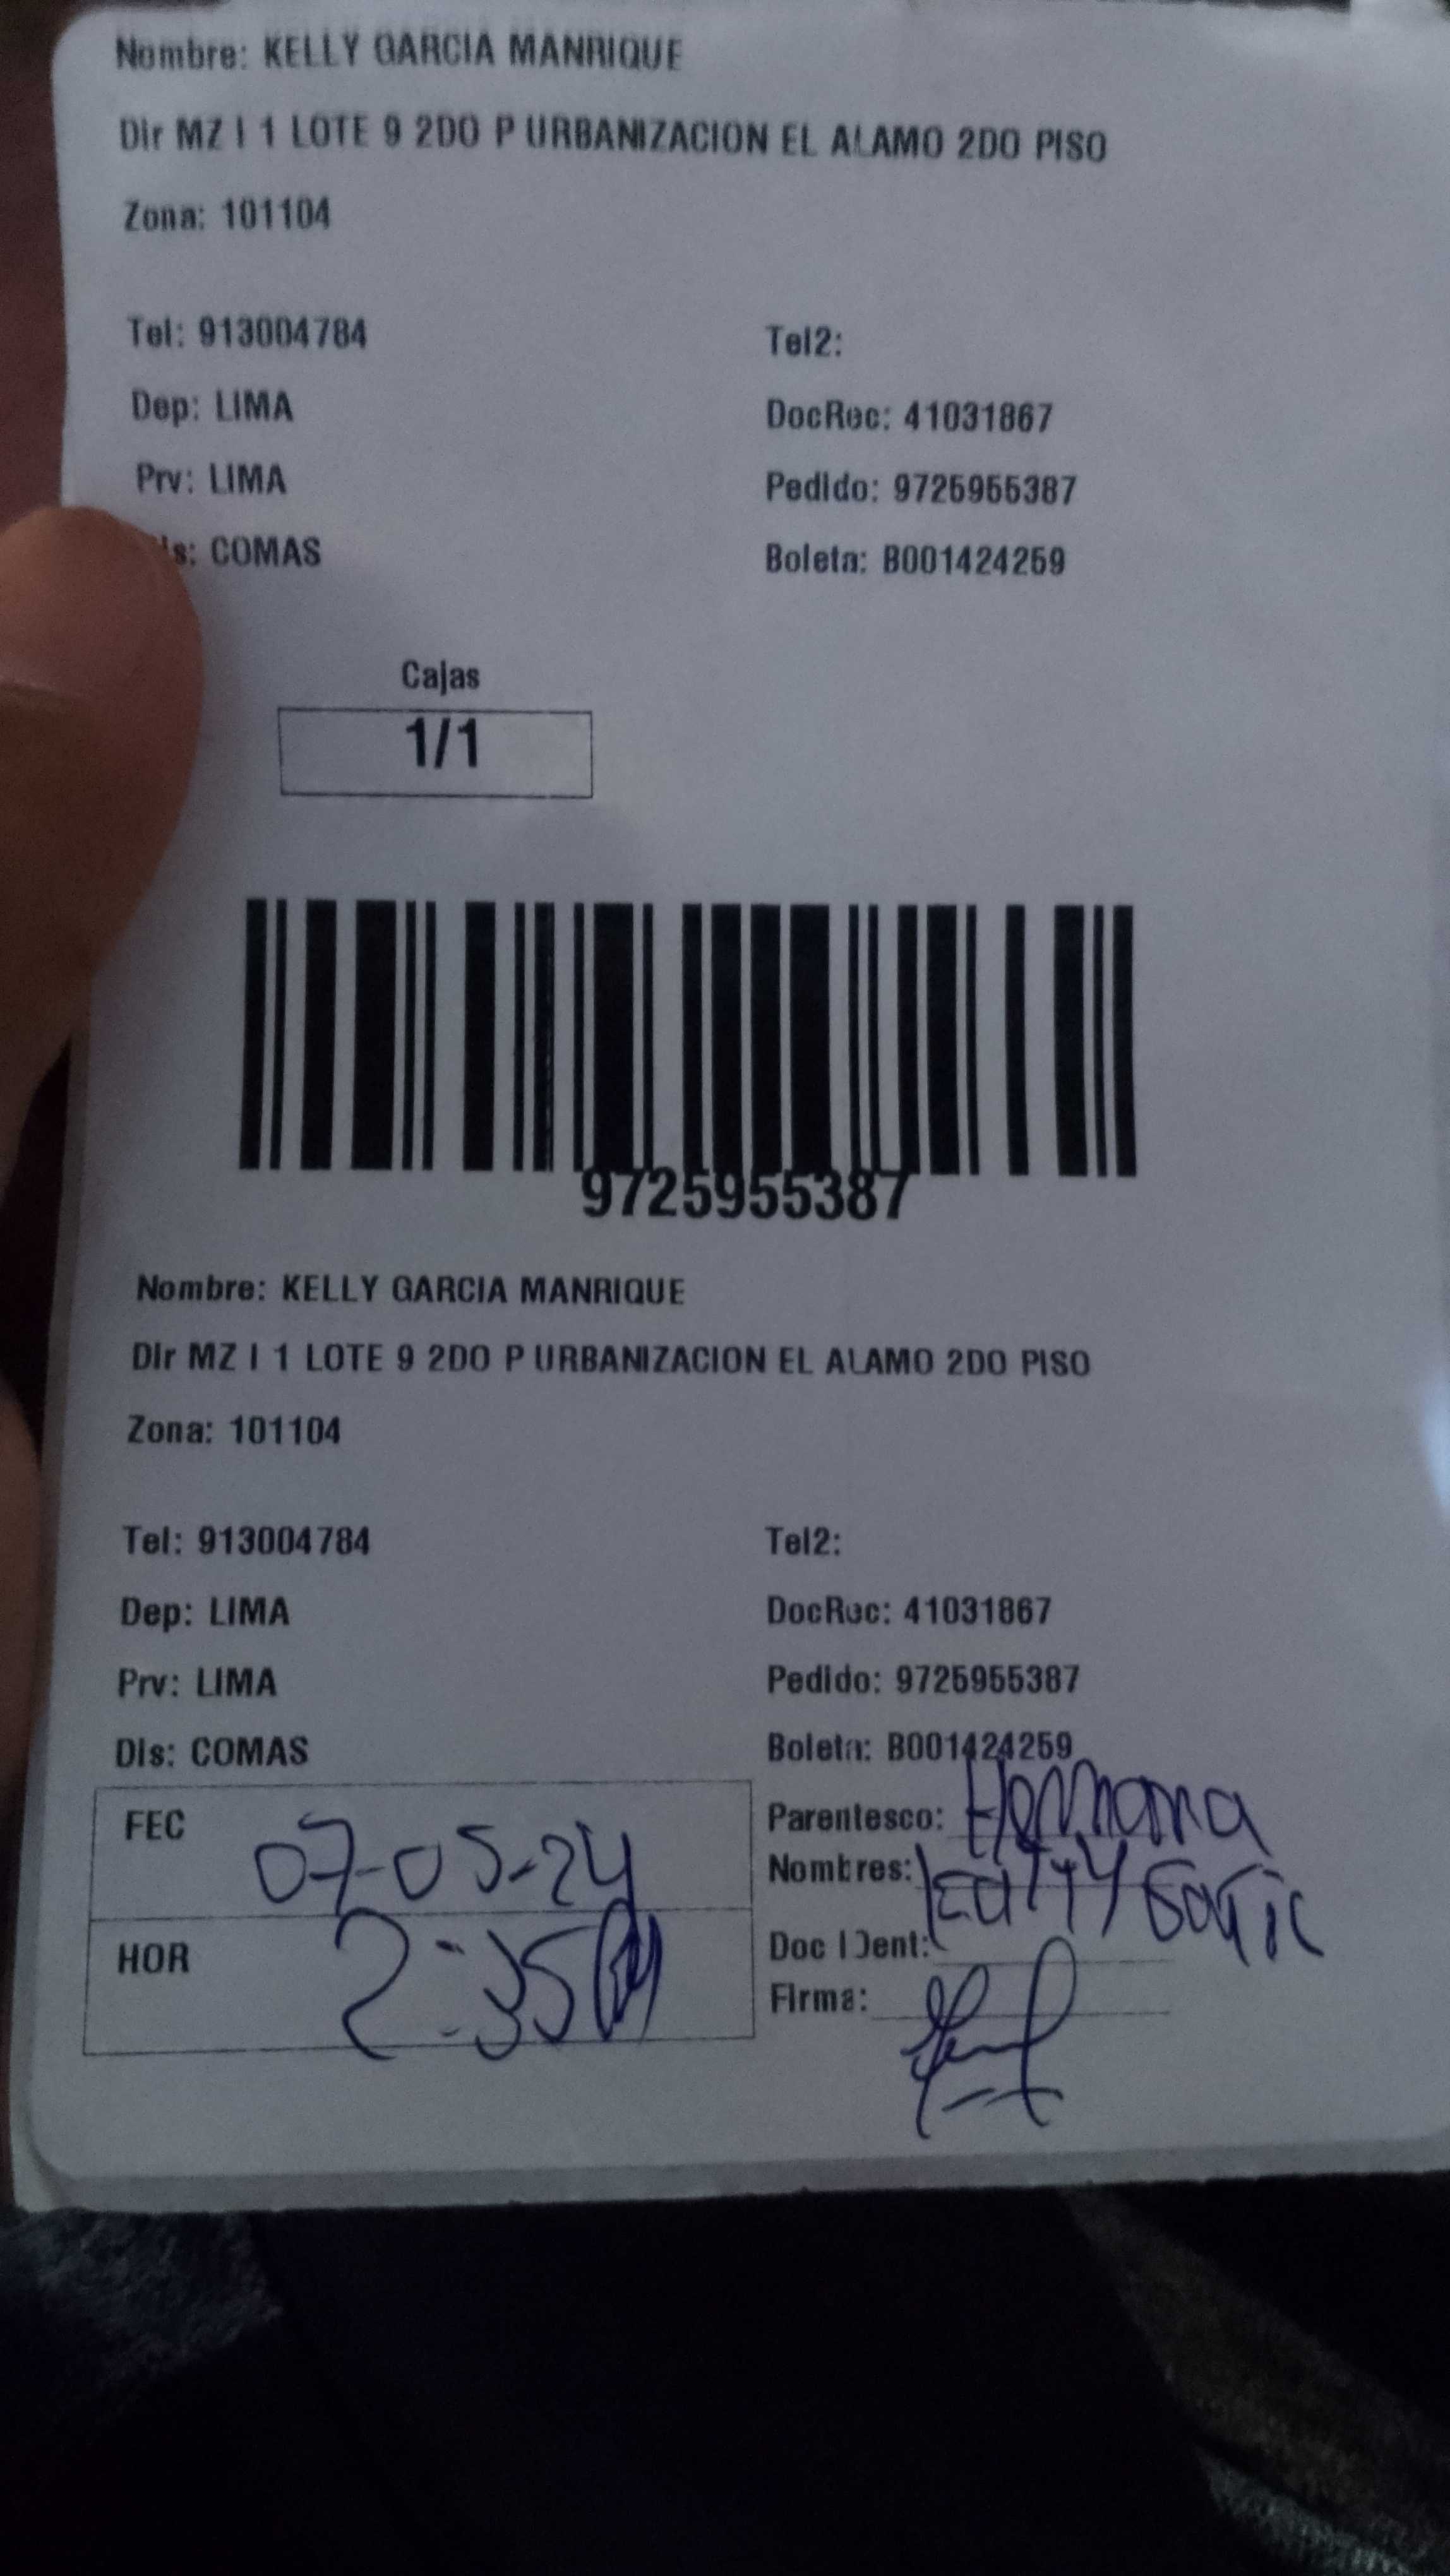 Nombre: KELLY GARCIA MANRIQUE
Dir MZ I 1 LOTE 9 2DO P URBANIZACION EL ALAMO 2DO PISO
Zona: 101104
Tel: 913004784 Tel2:
Dep: LIMA DocRec: 41031867
Prv: LIMA Pedido: 9725955387
s: COMAS Boleta: B001424259
Cajas
1/1
9725955387
Nombre: KELLY GARCIA MANRIQUE
Dir MZ I 1 LOTE 9 2DO P URBANIZACION EL ALAMO 2DO PISO
Zona: 101104
Tel: 913004784 Tel2:
Dep: LIMA DocRec: 41031867
Prv: LIMA Pedido: 9725955387
Dis: COMAS Boleta: B001424259
FEC 07-05-24 Parentesco: Hermana
Nombres:
HOR 2:35 Doc IDent:
Firma: